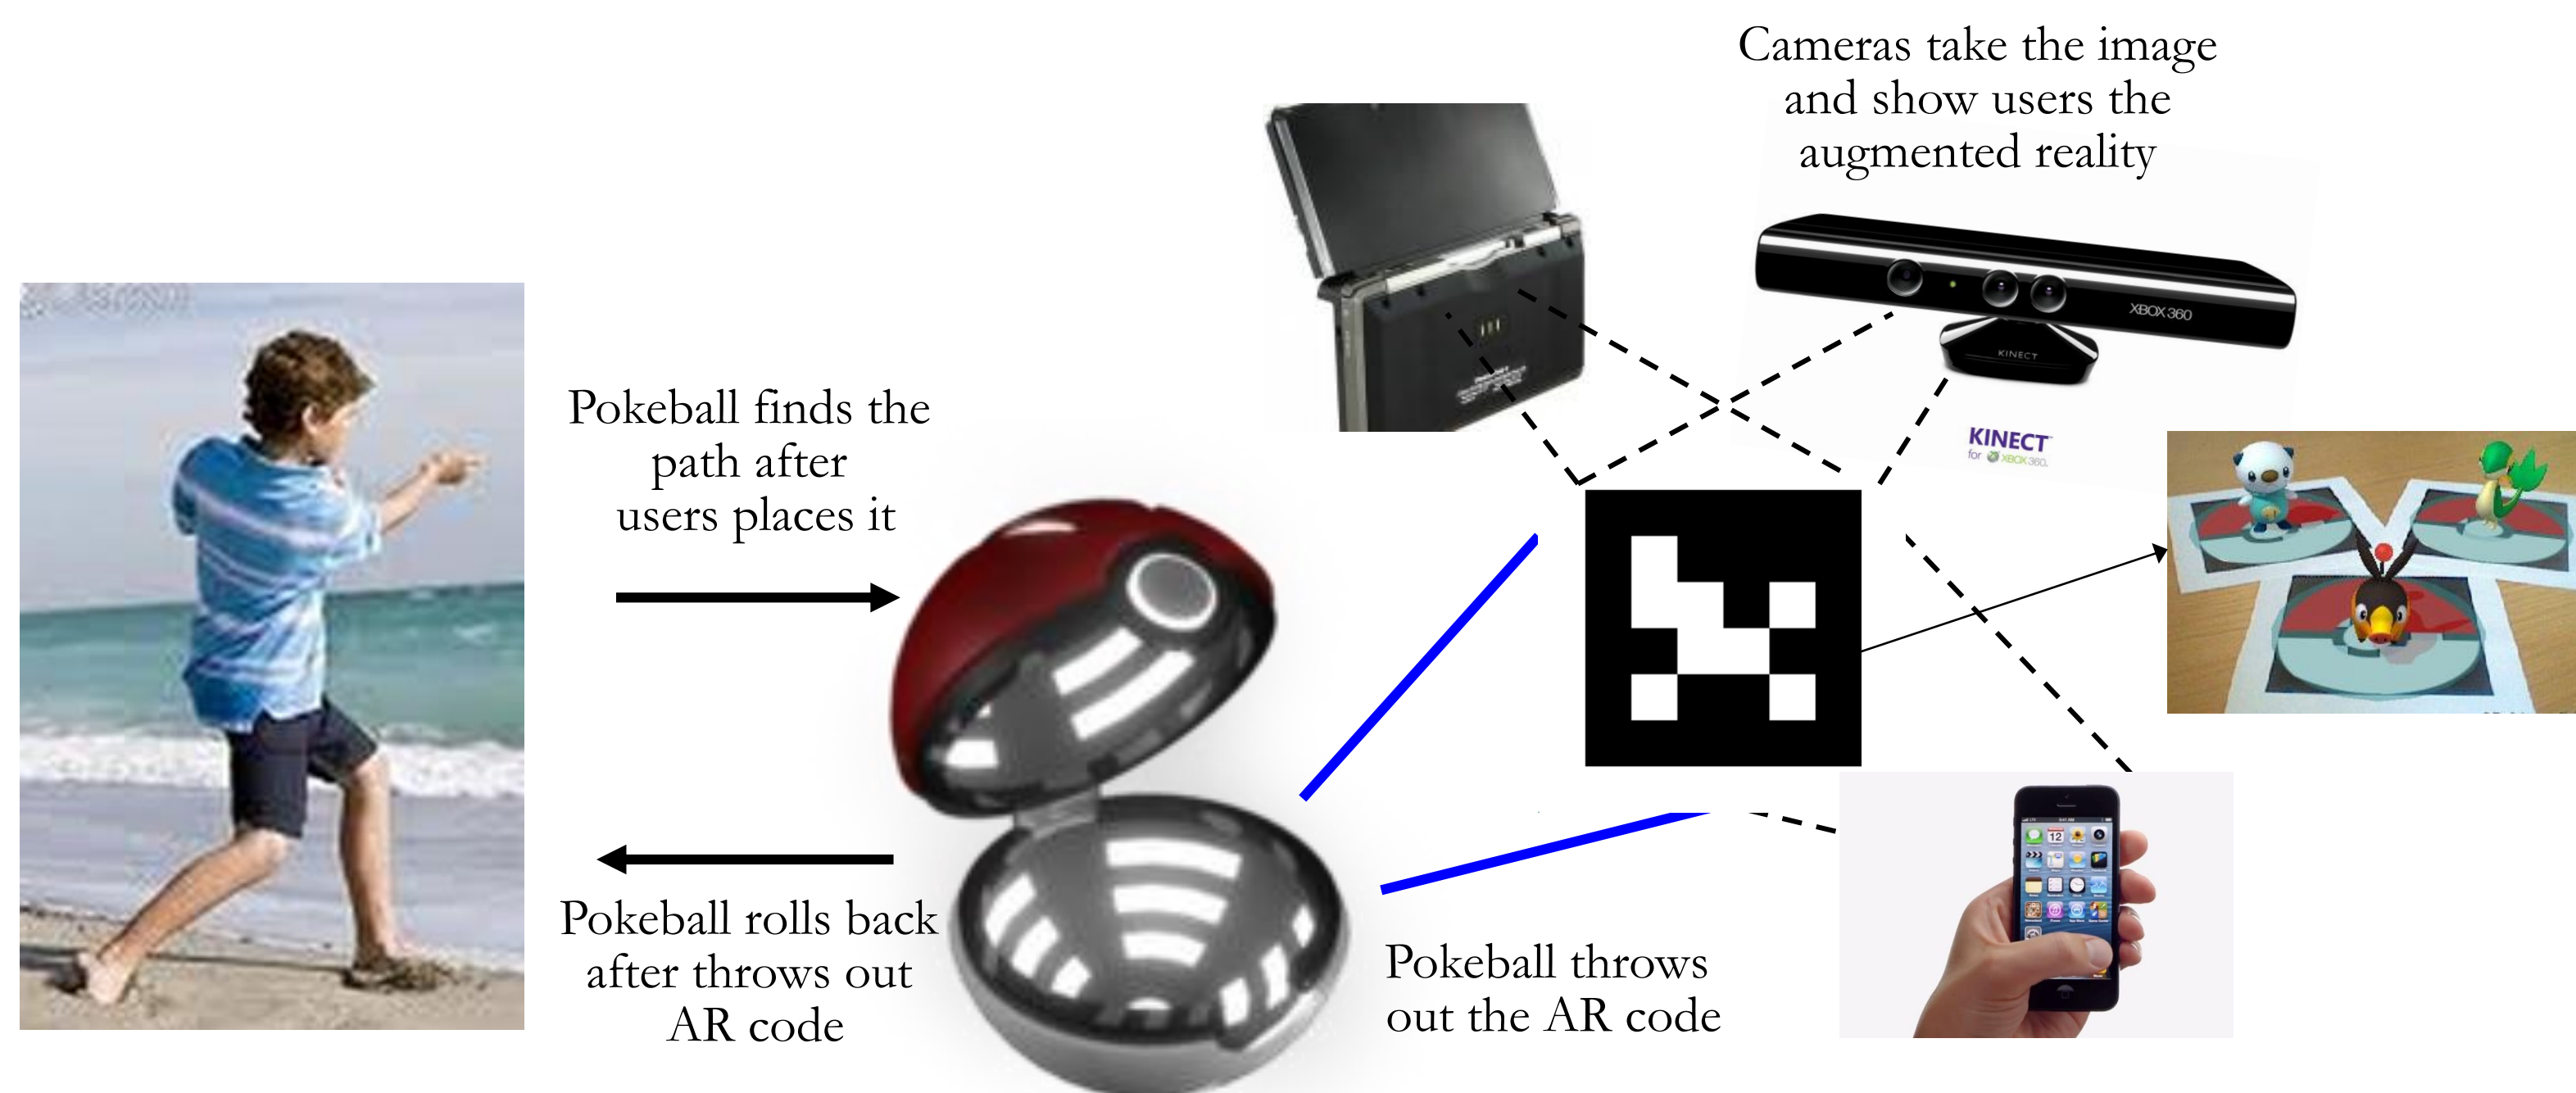 Cameras take the image
and show users the
augmented reality
XBOX 360
KINECT
KINECT
for XBOX 360.
Pokeball finds the
path after
users places it
Pokeball rolls back
after throws out
AR code
Pokeball throws
out the AR code
12